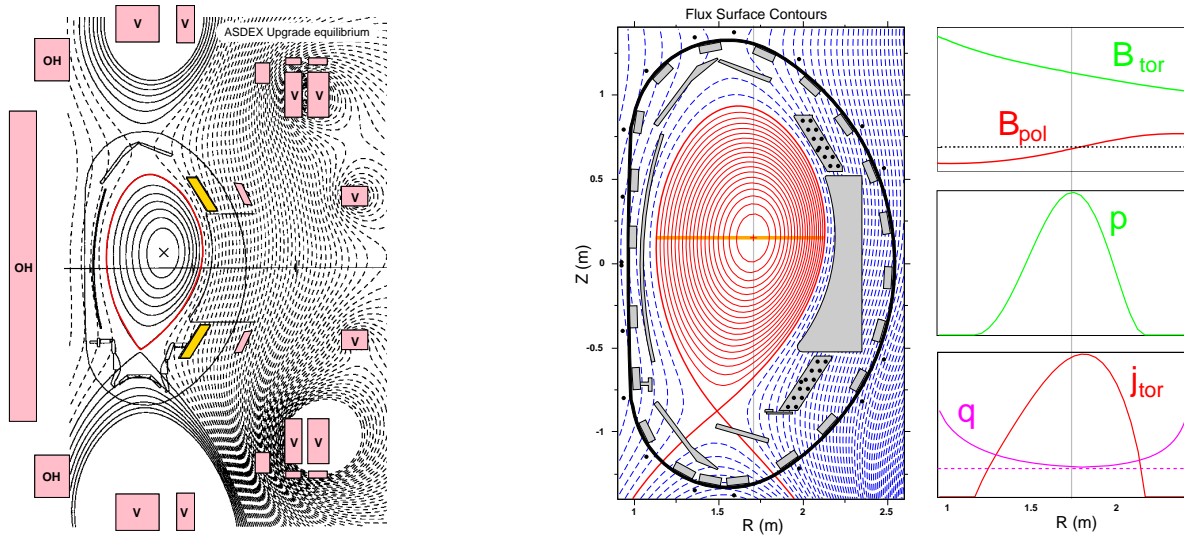 V
V
ASDEX Upgrade equilibrium
OH
V
V
V
OH
V
V
V
OH
V
V
Flux Surface Contours
Z (m)
1
0.5
0
-0.5
-1
1
1.5
2
2.5
R (m)
B tor
B pol
p
j tor
q
1
1.5
2
R (m)